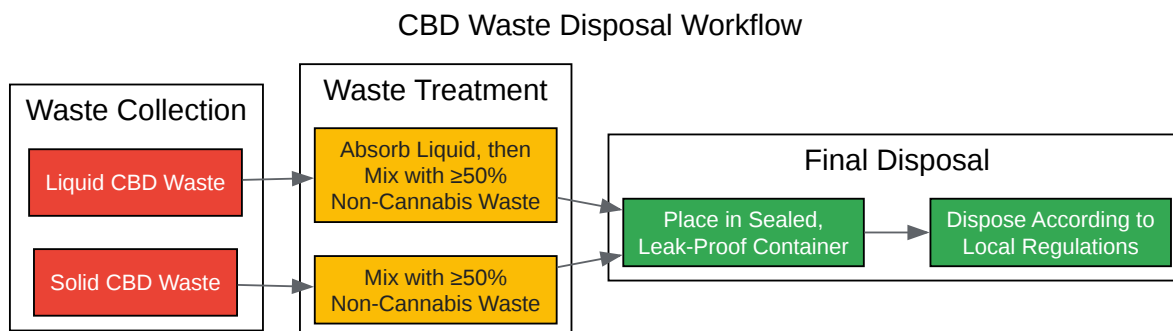 CBD Waste Disposal Workflow
Waste Collection
Liquid CBD Waste
Solid CBD Waste
Waste Treatment
Absorb Liquid, then
Mix with ≥50%
Non-Cannabis Waste
Mix with ≥50%
Non-Cannabis Waste
Final Disposal
Place in Sealed,
Leak-Proof Container
Dispose According to
Local Regulations